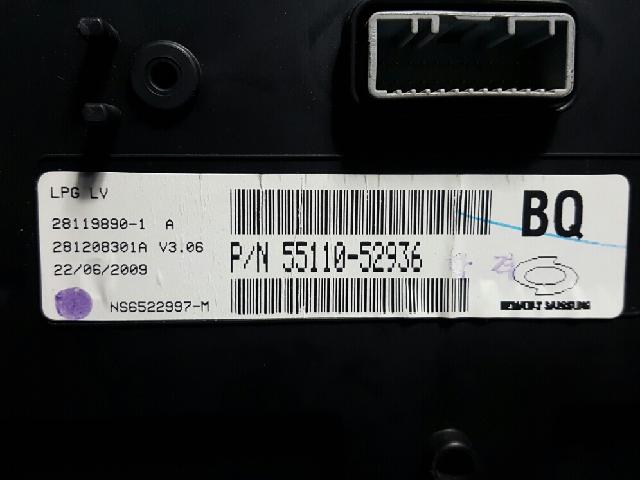 LPG LV
28119890-1 A
281208301A V3.06
22/06/2009
NS6522997-M
P/N 55110-52936
BQ
RENAULT SAMSUNG